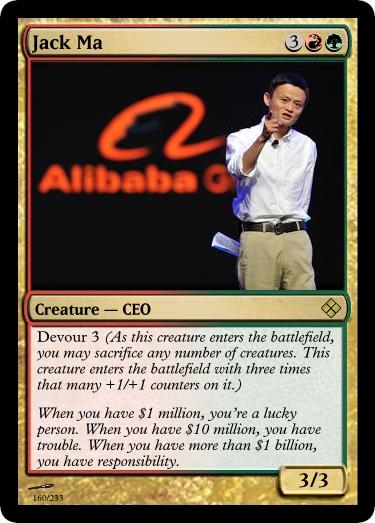 Jack Ma 3
Alibaba G
Creature — CEO
Devour 3 (As this creature enters the battlefield,
you may sacrifice any number of creatures. This
creature enters the battlefield with three times
that many +1/+1 counters on it.)
When you have $1 million, you're a lucky
person. When you have $10 million, you have
trouble. When you have more than $1 billion,
you have responsibility.
3/3
160/233